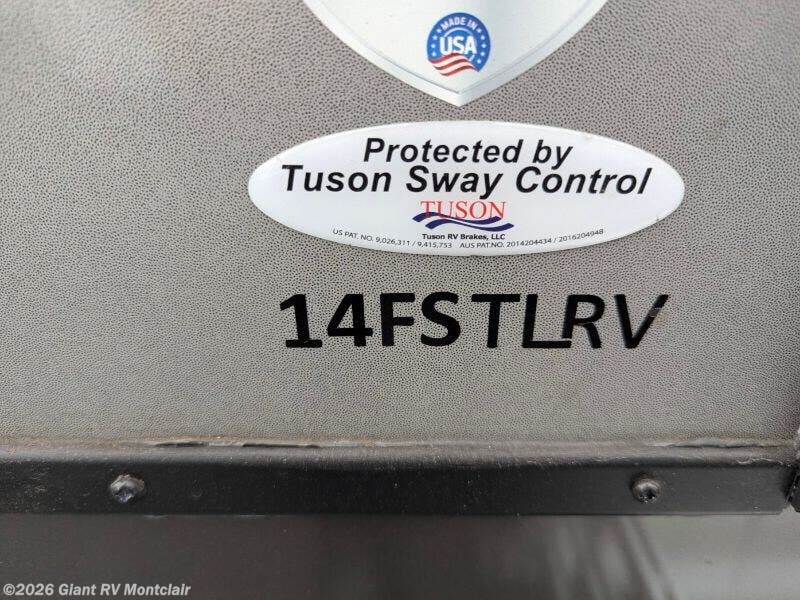 MADE IN
USA
Protected by
Tuson Sway Control
TUSON
Tuson RV Brakes, LLC
US PAT. NO. 9,026,311 / 9,415,753 AUS PAT.NO. 2014204434 / 2016204948
14FSTLRV
©2026 Giant RV Montclair